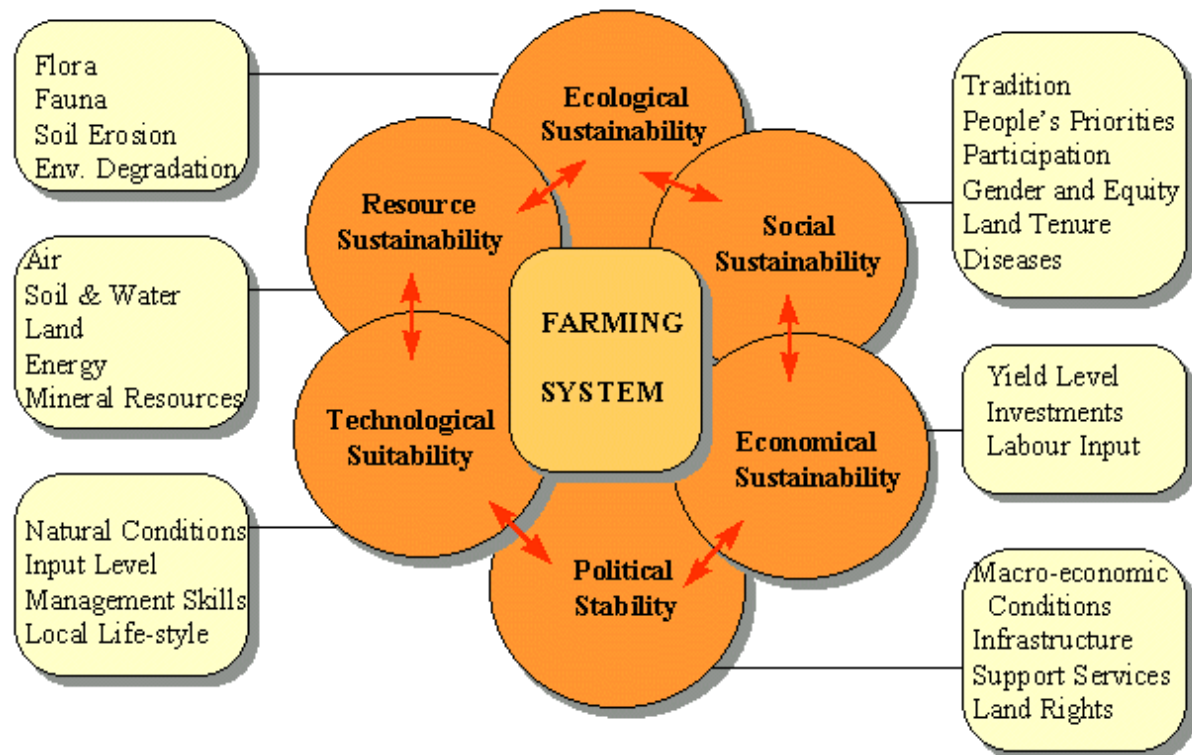 Flora
Fauna
Soil Erosion
Env. Degradation
Air
Soil & Water
Land
Energy
Mineral Resources
Natural Conditions
Input Level
Management Skills
Local Life-style
Ecological
Sustainability
Resource
Sustainability
Social
Sustainability
FARMING
SYSTEM
Technological
Suitability
Economical
Sustainability
Political
Stability
Tradition
People’s Priorities
Participation
Gender and Equity
Land Tenure
Diseases
Yield Level
Investments
Labour Input
Macro-economic
Conditions
Infrastructure
Support Services
Land Rights